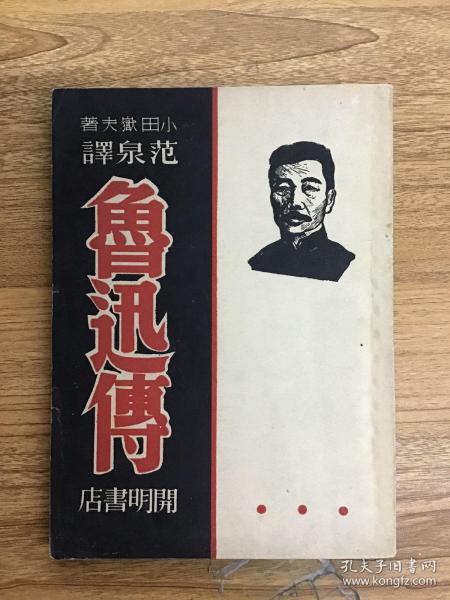 小田嶽夫著
范泉譯
魯迅傳
開明書店
孔夫子旧书网
www.kongfz.com